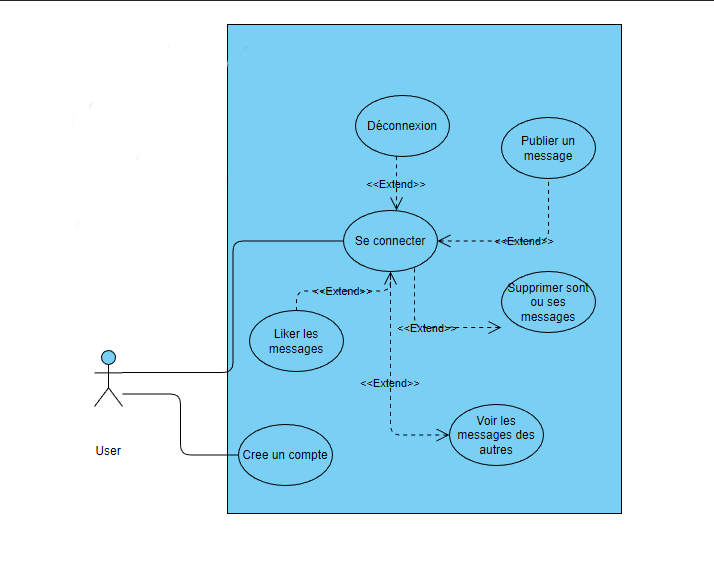 Déconnexion
Publier un
message
<<Extend>>
Se connecter
<<Extend>>
<<Extend>>
Supprimer sont
ou ses
messages
Liker les
messages
<<Extend>>
<<Extend>>
Voir les
messages des
autres
User
Cree un compte